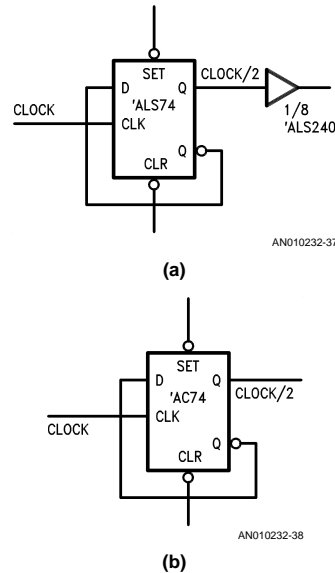 SET
D Q CLOCK/2
'ALS74
CLOCK
CLK
1/8
'ALS240
Q
CLR
AN010232-37
(a)
SET
D Q
'AC74
CLOCK/2
CLOCK
CLK
Q
CLR
AN010232-38
(b)